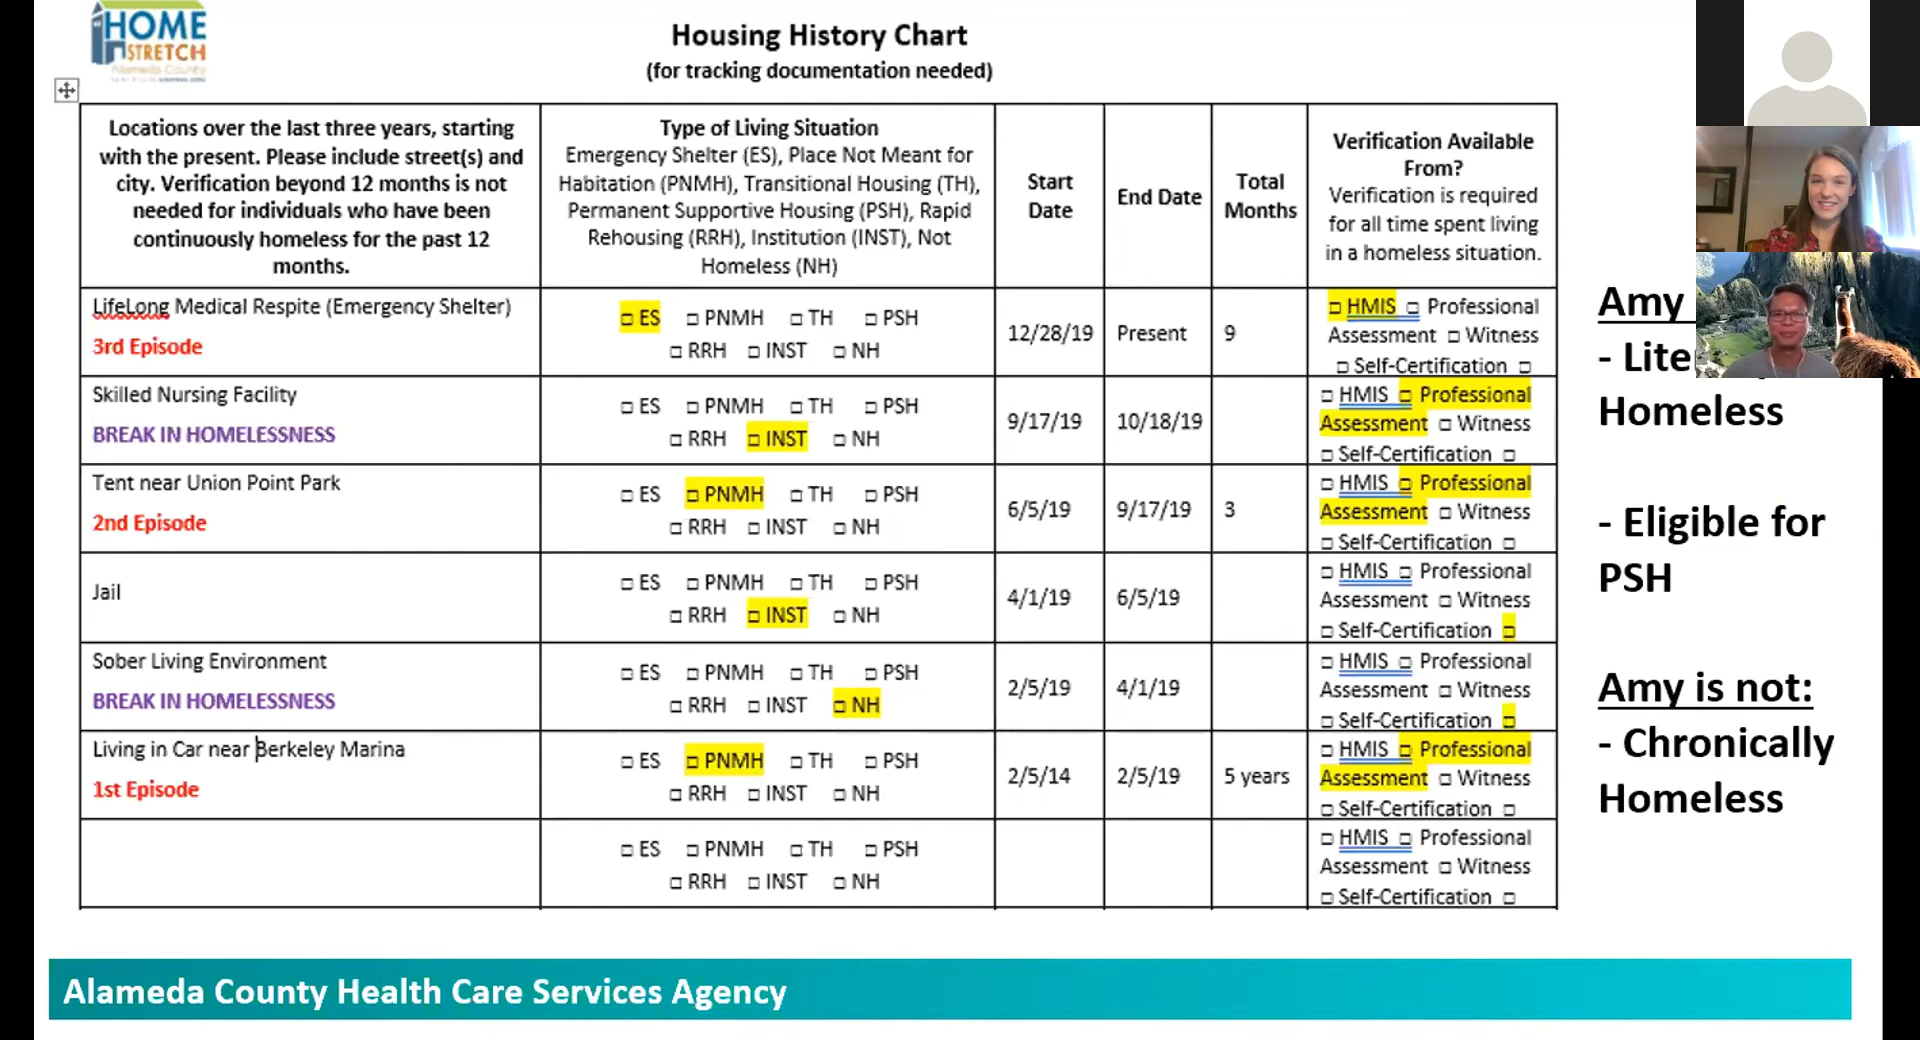 HOME
STRETCH
Alameda County
Housing History Chart
(for tracking documentation needed)
Locations over the last three years, starting
with the present. Please include street(s) and
city. Verification beyond 12 months is not
needed for individuals who have been
continuously homeless for the past 12
months.
Type of Living Situation
Emergency Shelter (ES), Place Not Meant for
Habitation (PNMH), Transitional Housing (TH),
Permanent Supportive Housing (PSH), Rapid
Rehousing (RRH), Institution (INST), Not
Homeless (NH)
Start
Date
End Date
Total
Months
Verification Available
From?
Verification is required
for all time spent living
in a homeless situation.
LifeLong Medical Respite (Emergency Shelter)
3rd Episode
□ ES □ PNMH □ TH □ PSH
□ RRH □ INST □ NH
12/28/19
Present
9
□ HMIS □ Professional
Assessment □ Witness
□ Self-Certification □
Skilled Nursing Facility
BREAK IN HOMELESSNESS
□ ES □ PNMH □ TH □ PSH
□ RRH □ INST □ NH
9/17/19
10/18/19
□ HMIS □ Professional
Assessment □ Witness
□ Self-Certification □
Tent near Union Point Park
2nd Episode
□ ES □ PNMH □ TH □ PSH
□ RRH □ INST □ NH
6/5/19
9/17/19
3
□ HMIS □ Professional
Assessment □ Witness
□ Self-Certification □
Jail
□ ES □ PNMH □ TH □ PSH
□ RRH □ INST □ NH
4/1/19
6/5/19
□ HMIS □ Professional
Assessment □ Witness
□ Self-Certification □
Sober Living Environment
BREAK IN HOMELESSNESS
□ ES □ PNMH □ TH □ PSH
□ RRH □ INST □ NH
2/5/19
4/1/19
□ HMIS □ Professional
Assessment □ Witness
□ Self-Certification □
Living in Car near Berkeley Marina
1st Episode
□ ES □ PNMH □ TH □ PSH
□ RRH □ INST □ NH
2/5/14
2/5/19
5 years
□ HMIS □ Professional
Assessment □ Witness
□ Self-Certification □
□ ES □ PNMH □ TH □ PSH
□ RRH □ INST □ NH
□ HMIS □ Professional
Assessment □ Witness
□ Self-Certification □
Amy
- Lite
Homeless
- Eligible for
PSH
Amy is not:
- Chronically
Homeless
Alameda County Health Care Services Agency